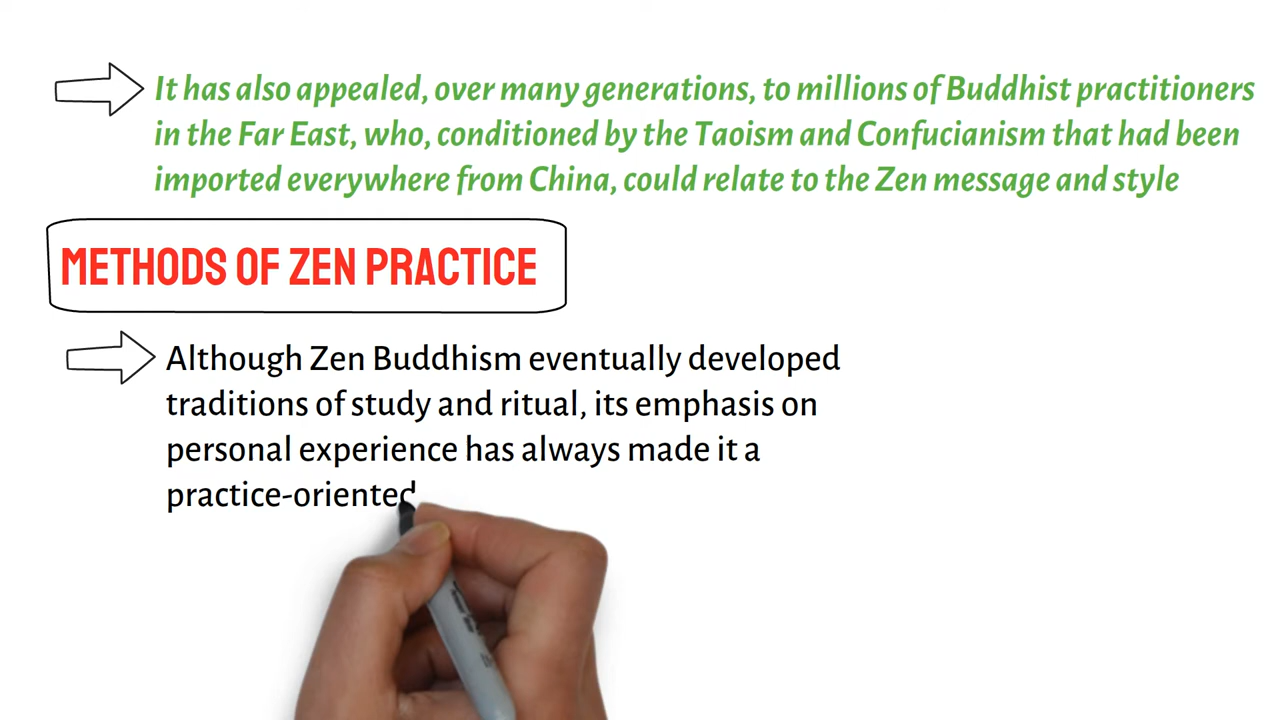 It has also appealed, over many generations, to millions of Buddhist practitioners
in the Far East, who, conditioned by the Taoism and Confucianism that had been
imported everywhere from China, could relate to the Zen message and style
METHODS OF ZEN PRACTICE
Although Zen Buddhism eventually developed
traditions of study and ritual, its emphasis on
personal experience has always made it a
practice-oriented